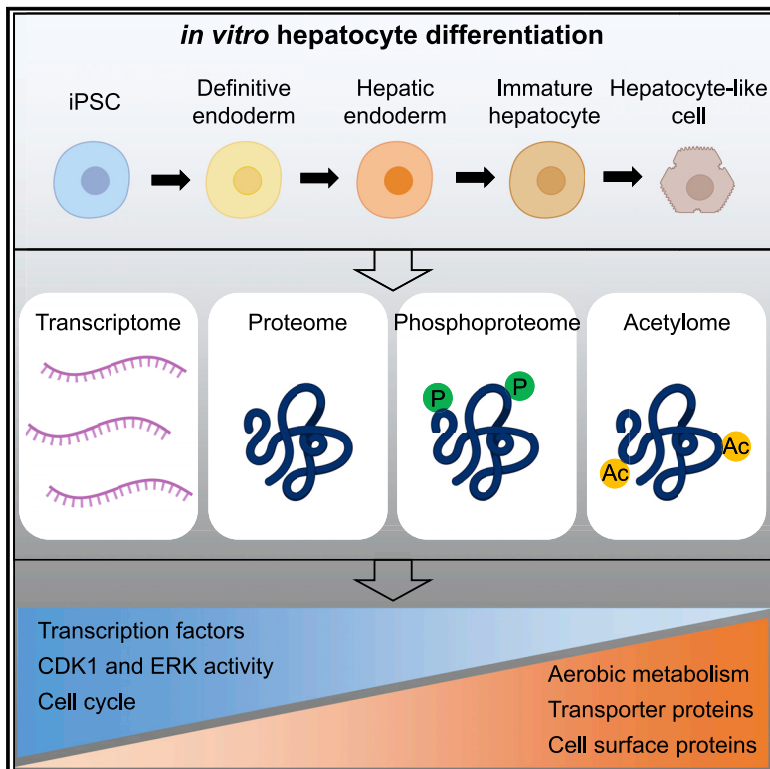 in vitro hepatocyte differentiation
iPSC
Definitive
endoderm
Hepatic
endoderm
Immature
hepatocyte
Hepatocyte-like
cell
Transcriptome
Proteome
Phosphoproteome
Acetylome
P
P
Ac
Ac
Transcription factors
CDK1 and ERK activity
Cell cycle
Aerobic metabolism
Transporter proteins
Cell surface proteins